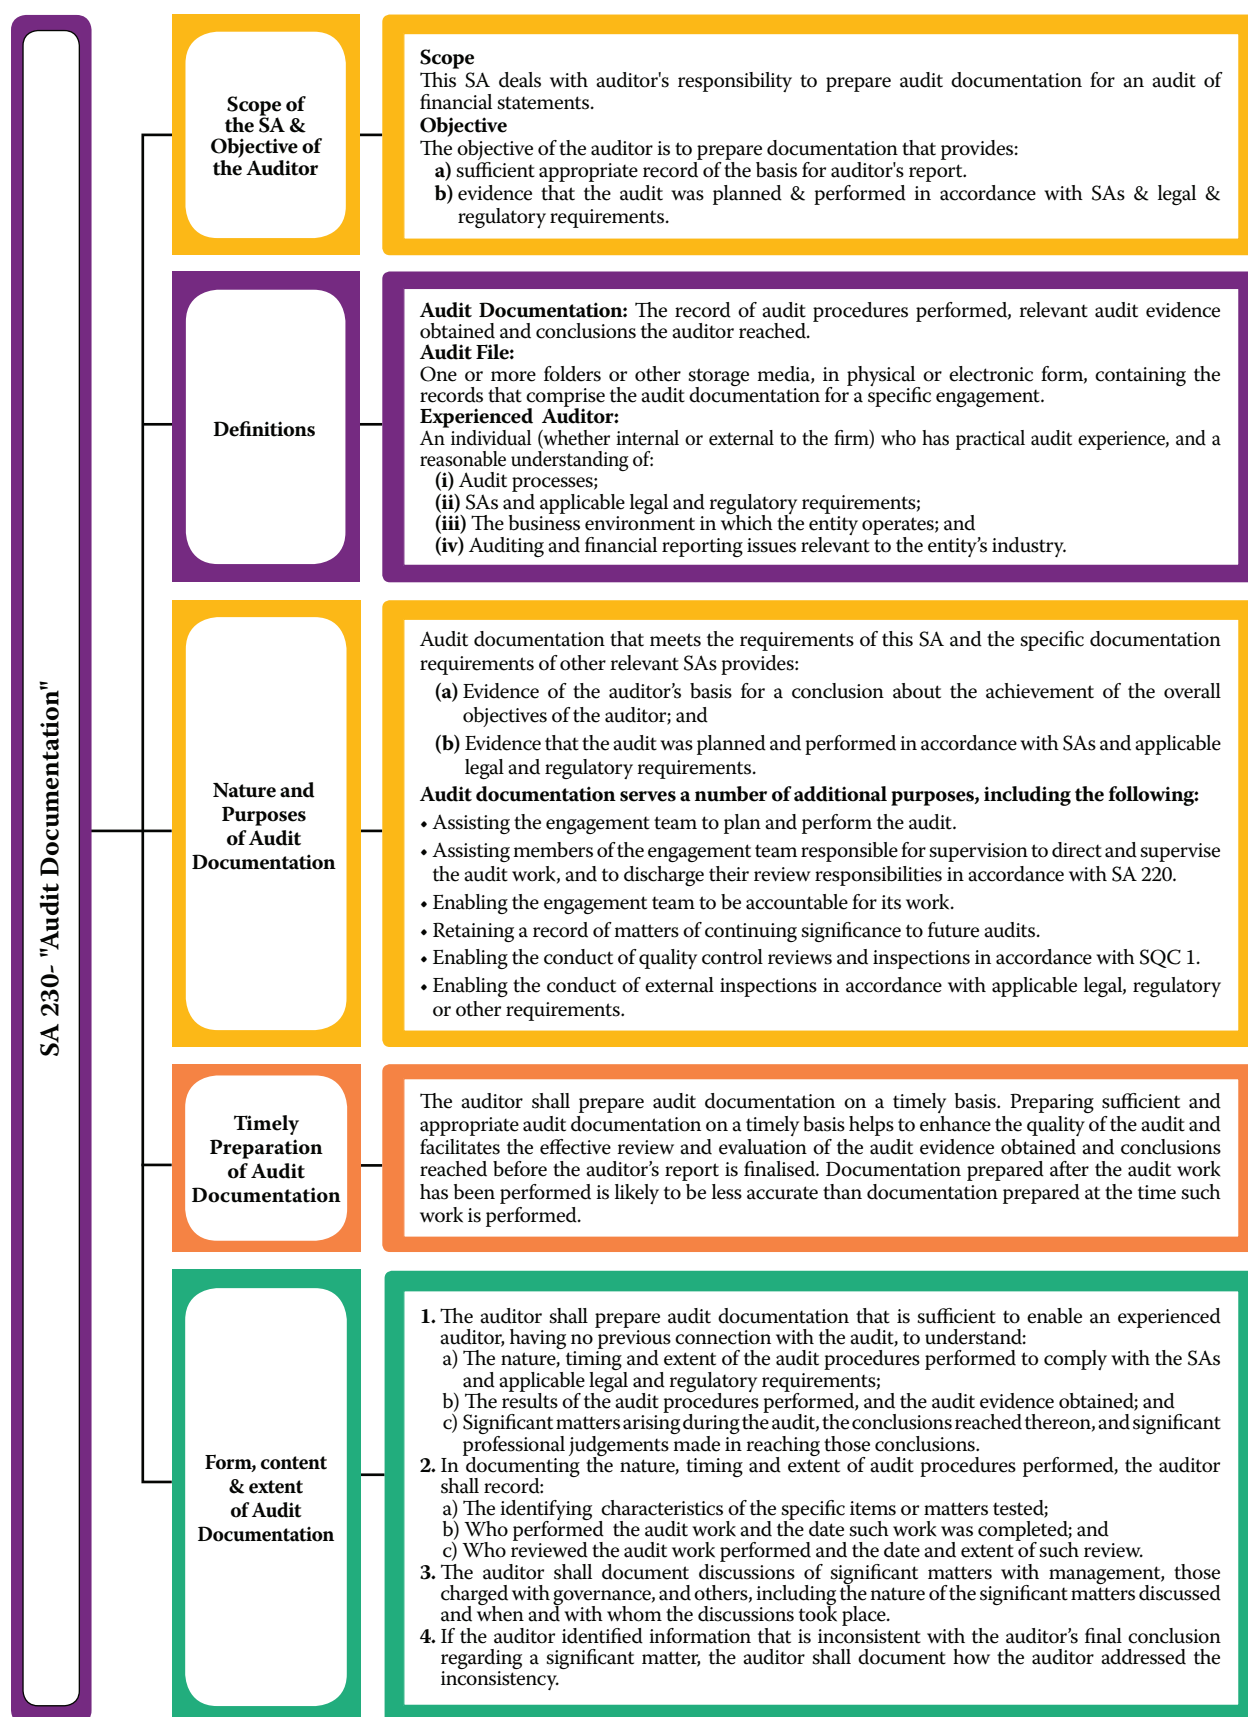 SA 230- "Audit Documentation"
Scope of
the SA &
Objective of
the Auditor
Scope
This SA deals with auditor's responsibility to prepare audit documentation for an audit of
financial statements.
Objective
The objective of the auditor is to prepare documentation that provides:
a) sufficient appropriate record of the basis for auditor's report.
b) evidence that the audit was planned & performed in accordance with SAs & legal &
regulatory requirements.
Definitions
Audit Documentation: The record of audit procedures performed, relevant audit evidence
obtained and conclusions the auditor reached.
Audit File:
One or more folders or other storage media, in physical or electronic form, containing the
records that comprise the audit documentation for a specific engagement.
Experienced Auditor:
An individual (whether internal or external to the firm) who has practical audit experience, and a
reasonable understanding of:
(i) Audit processes;
(ii) SAs and applicable legal and regulatory requirements;
(iii) The business environment in which the entity operates; and
(iv) Auditing and financial reporting issues relevant to the entity's industry.
Nature and
Purposes
of Audit
Documentation
Audit documentation that meets the requirements of this SA and the specific documentation
requirements of other relevant SAs provides:
(a) Evidence of the auditor's basis for a conclusion about the achievement of the overall
objectives of the auditor; and
(b) Evidence that the audit was planned and performed in accordance with SAs and applicable
legal and regulatory requirements.
Audit documentation serves a number of additional purposes, including the following:
• Assisting the engagement team to plan and perform the audit.
• Assisting members of the engagement team responsible for supervision to direct and supervise
the audit work, and to discharge their review responsibilities in accordance with SA 220.
• Enabling the engagement team to be accountable for its work.
• Retaining a record of matters of continuing significance to future audits.
• Enabling the conduct of quality control reviews and inspections in accordance with SQC 1.
• Enabling the conduct of external inspections in accordance with applicable legal, regulatory
or other requirements.
Timely
Preparation
of Audit
Documentation
The auditor shall prepare audit documentation on a timely basis. Preparing sufficient and
appropriate audit documentation on a timely basis helps to enhance the quality of the audit and
facilitates the effective review and evaluation of the audit evidence obtained and conclusions
reached before the auditor's report is finalised. Documentation prepared after the audit work
has been performed is likely to be less accurate than documentation prepared at the time such
work is performed.
Form, content
& extent
of Audit
Documentation
1. The auditor shall prepare audit documentation that is sufficient to enable an experienced
auditor, having no previous connection with the audit, to understand:
a) The nature, timing and extent of the audit procedures performed to comply with the SAs
and applicable legal and regulatory requirements;
b) The results of the audit procedures performed, and the audit evidence obtained; and
c) Significant matters arising during the audit, the conclusions reached thereon, and significant
professional judgements made in reaching those conclusions.
2. In documenting the nature, timing and extent of audit procedures performed, the auditor
shall record:
a) The identifying characteristics of the specific items or matters tested;
b) Who performed the audit work and the date such work was completed; and
c) Who reviewed the audit work performed and the date and extent of such review.
3. The auditor shall document discussions of significant matters with management, those
charged with governance, and others, including the nature of the significant matters discussed
and when and with whom the discussions took place.
4. If the auditor identified information that is inconsistent with the auditor's final conclusion
regarding a significant matter, the auditor shall document how the auditor addressed the
inconsistency.